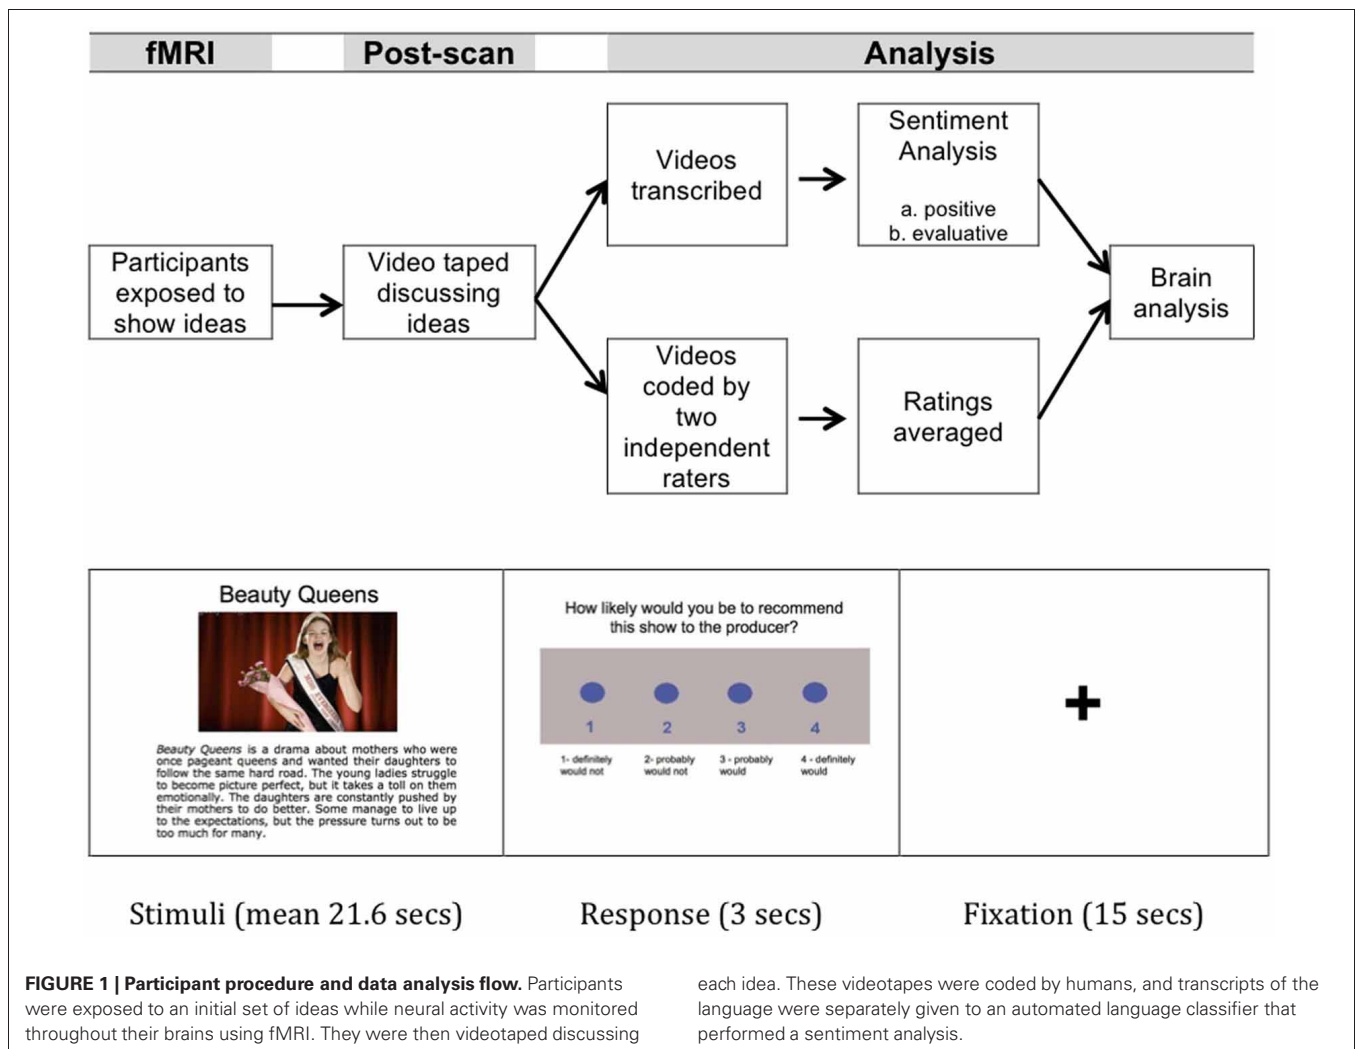 fMRI
Post-scan
Analysis
Participants
exposed to
show ideas
Video taped
discussing
ideas
Videos
transcribed
Sentiment
Analysis
a. positive
b. evaluative
Videos
coded by
two
independent
raters
Ratings
averaged
Brain
analysis
Beauty Queens
Beauty Queens is a drama about mothers who were
once pageant queens and wanted their daughters to
follow the same hard road. The young ladies struggle
to become picture perfect, but it takes a toll on them
emotionally. The daughters are constantly pushed by
their mothers to do better. Some manage to live up
to the expectations, but the pressure turns out to be
too much for many.
How likely would you be to recommend
this show to the producer?
1 2 3 4
1- definitely
would not
2- probably
would not
3 - probably
would
4 - definitely
would
+
Stimuli (mean 21.6 secs)
Response (3 secs)
Fixation (15 secs)
FIGURE 1 | Participant procedure and data analysis flow. Participants
were exposed to an initial set of ideas while neural activity was monitored
throughout their brains using fMRI. They were then videotaped discussing
each idea. These videotapes were coded by humans, and transcripts of the
language were separately given to an automated language classifier that
performed a sentiment analysis.